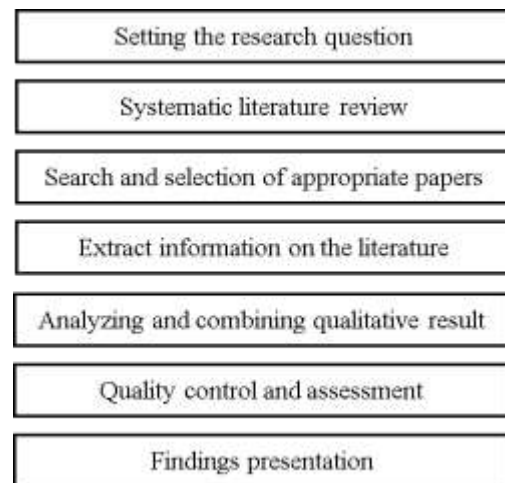 Setting the research question
Systematic literature review
Search and selection of appropriate papers
Extract information on the literature
Analyzing and combining qualitative result
Quality control and assessment
Findings presentation